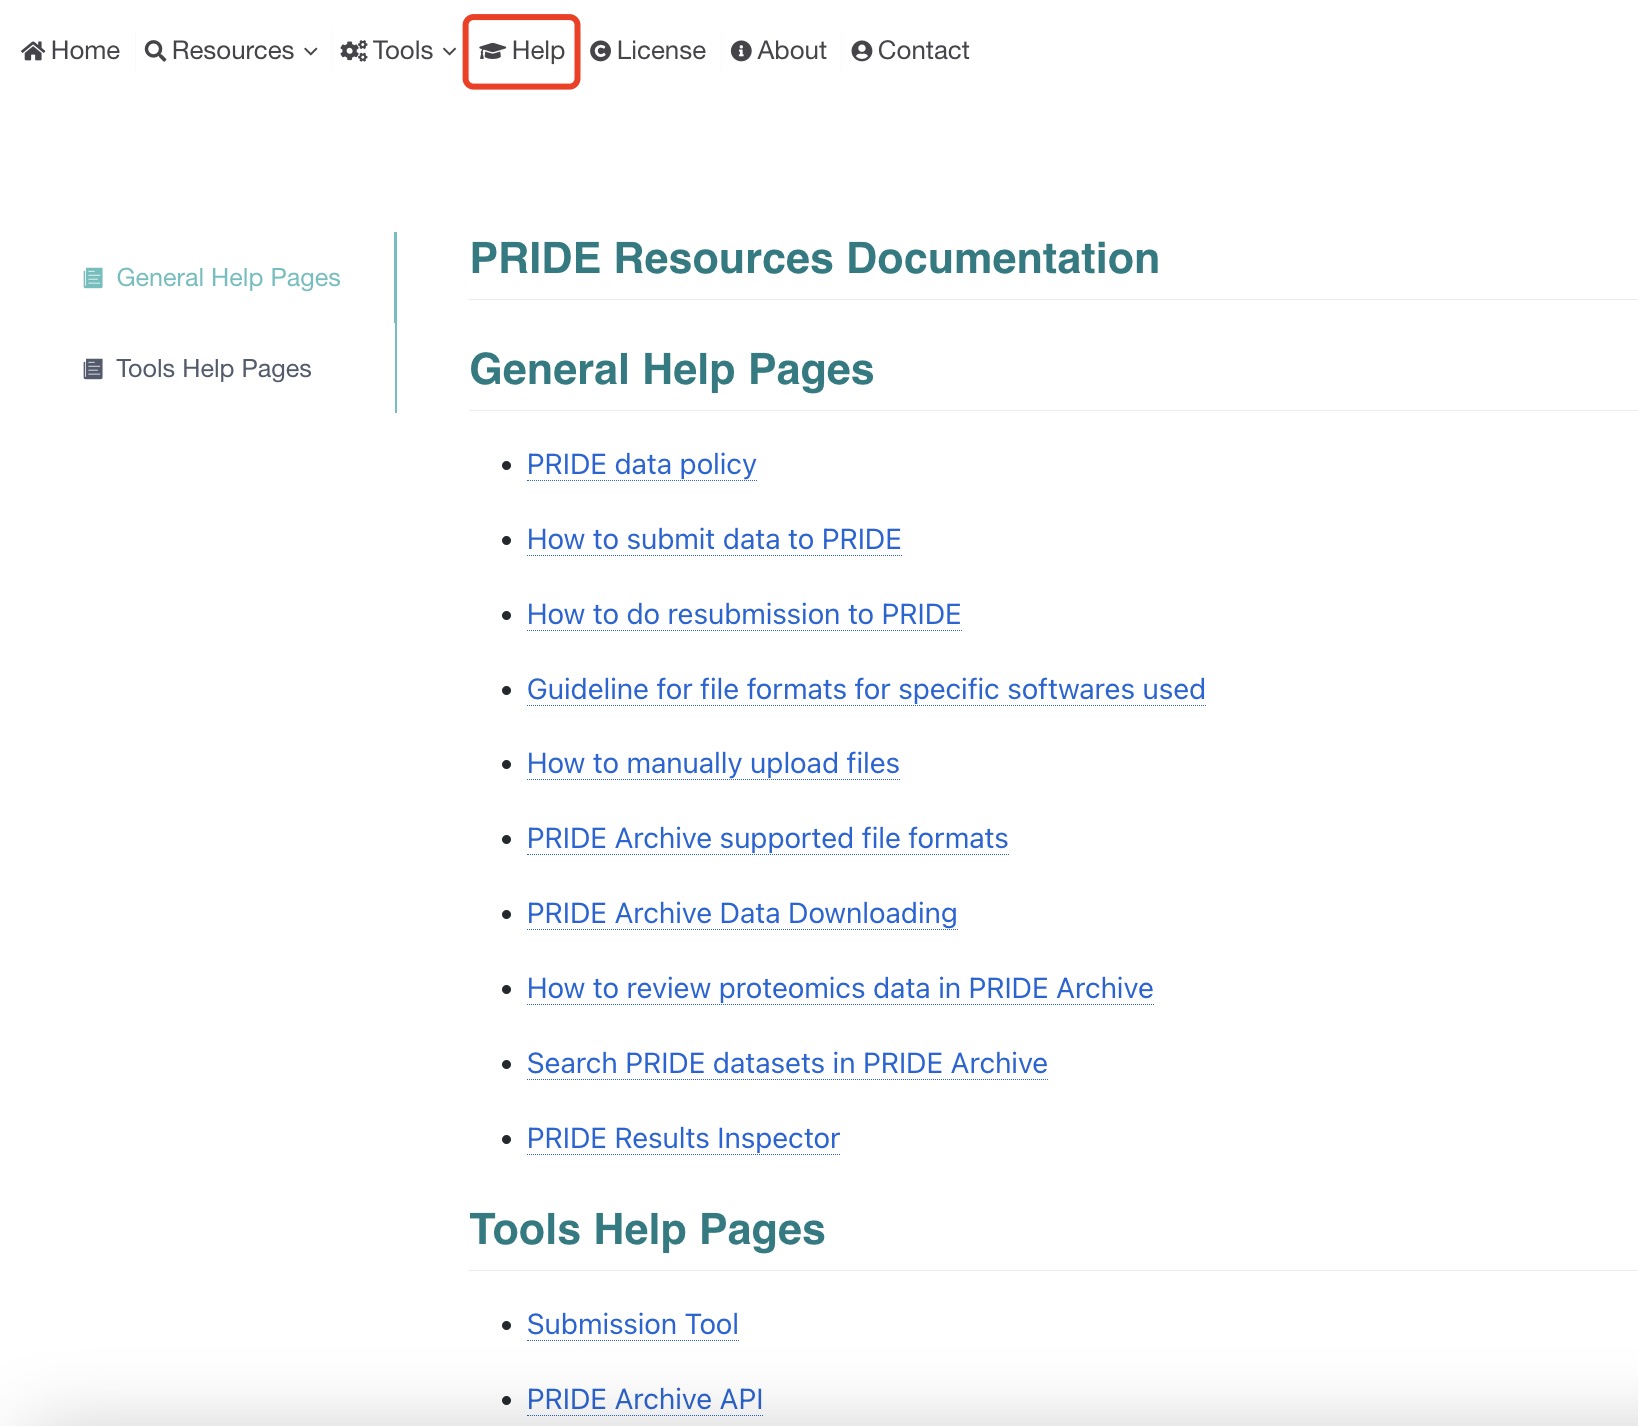 Home Resources Tools Help License About Contact
General Help Pages
Tools Help Pages
PRIDE Resources Documentation
General Help Pages
PRIDE data policy
How to submit data to PRIDE
How to do resubmission to PRIDE
Guideline for file formats for specific softwares used
How to manually upload files
PRIDE Archive supported file formats
PRIDE Archive Data Downloading
How to review proteomics data in PRIDE Archive
Search PRIDE datasets in PRIDE Archive
PRIDE Results Inspector
Tools Help Pages
Submission Tool
PRIDE Archive API